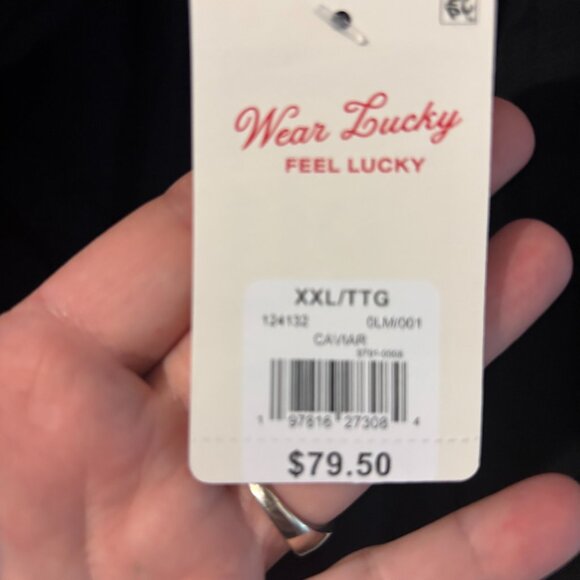 Wear Lucky
FEEL LUCKY
XXL/TTG
124132 0LM/001
CAVIAR
1 97816 27308 4
$79.50